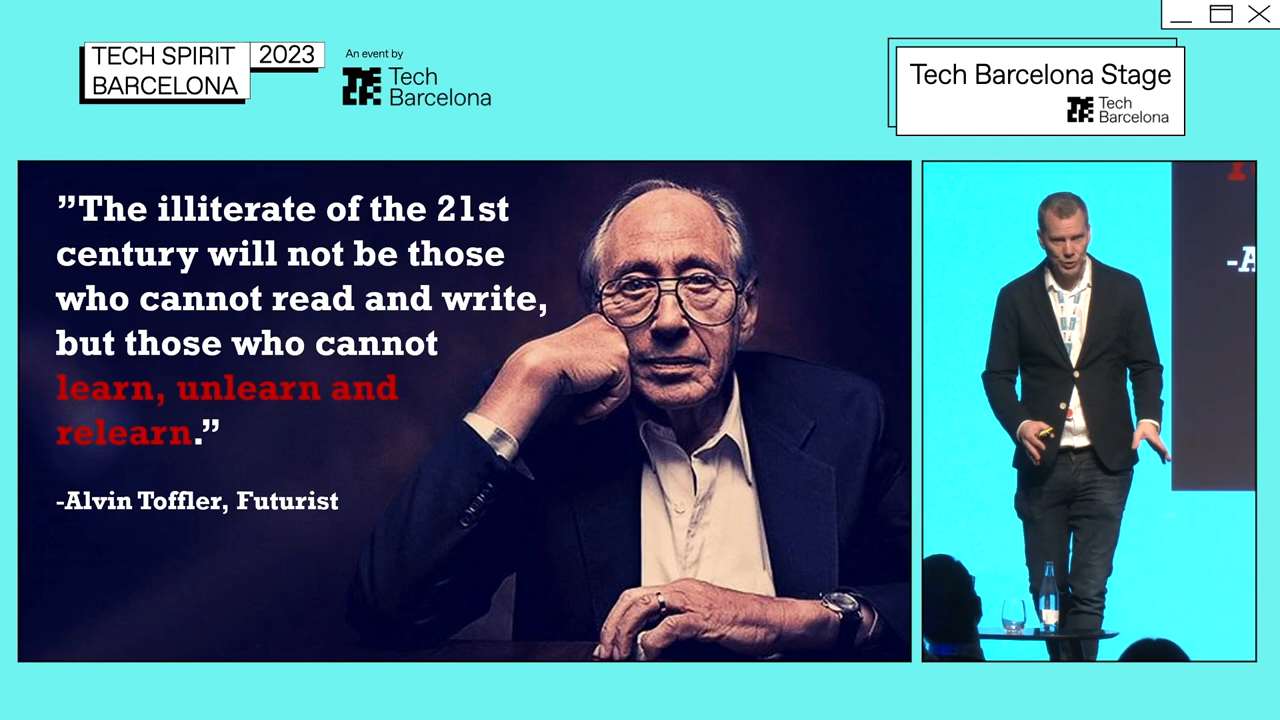 TECH SPIRIT
BARCELONA
2023
An event by
Tech
Barcelona
Tech Barcelona Stage
Tech
Barcelona
”The illiterate of the 21st
century will not be those
who cannot read and write,
but those who cannot
learn, unlearn and
relearn.”
-Alvin Toffler, Futurist
-A